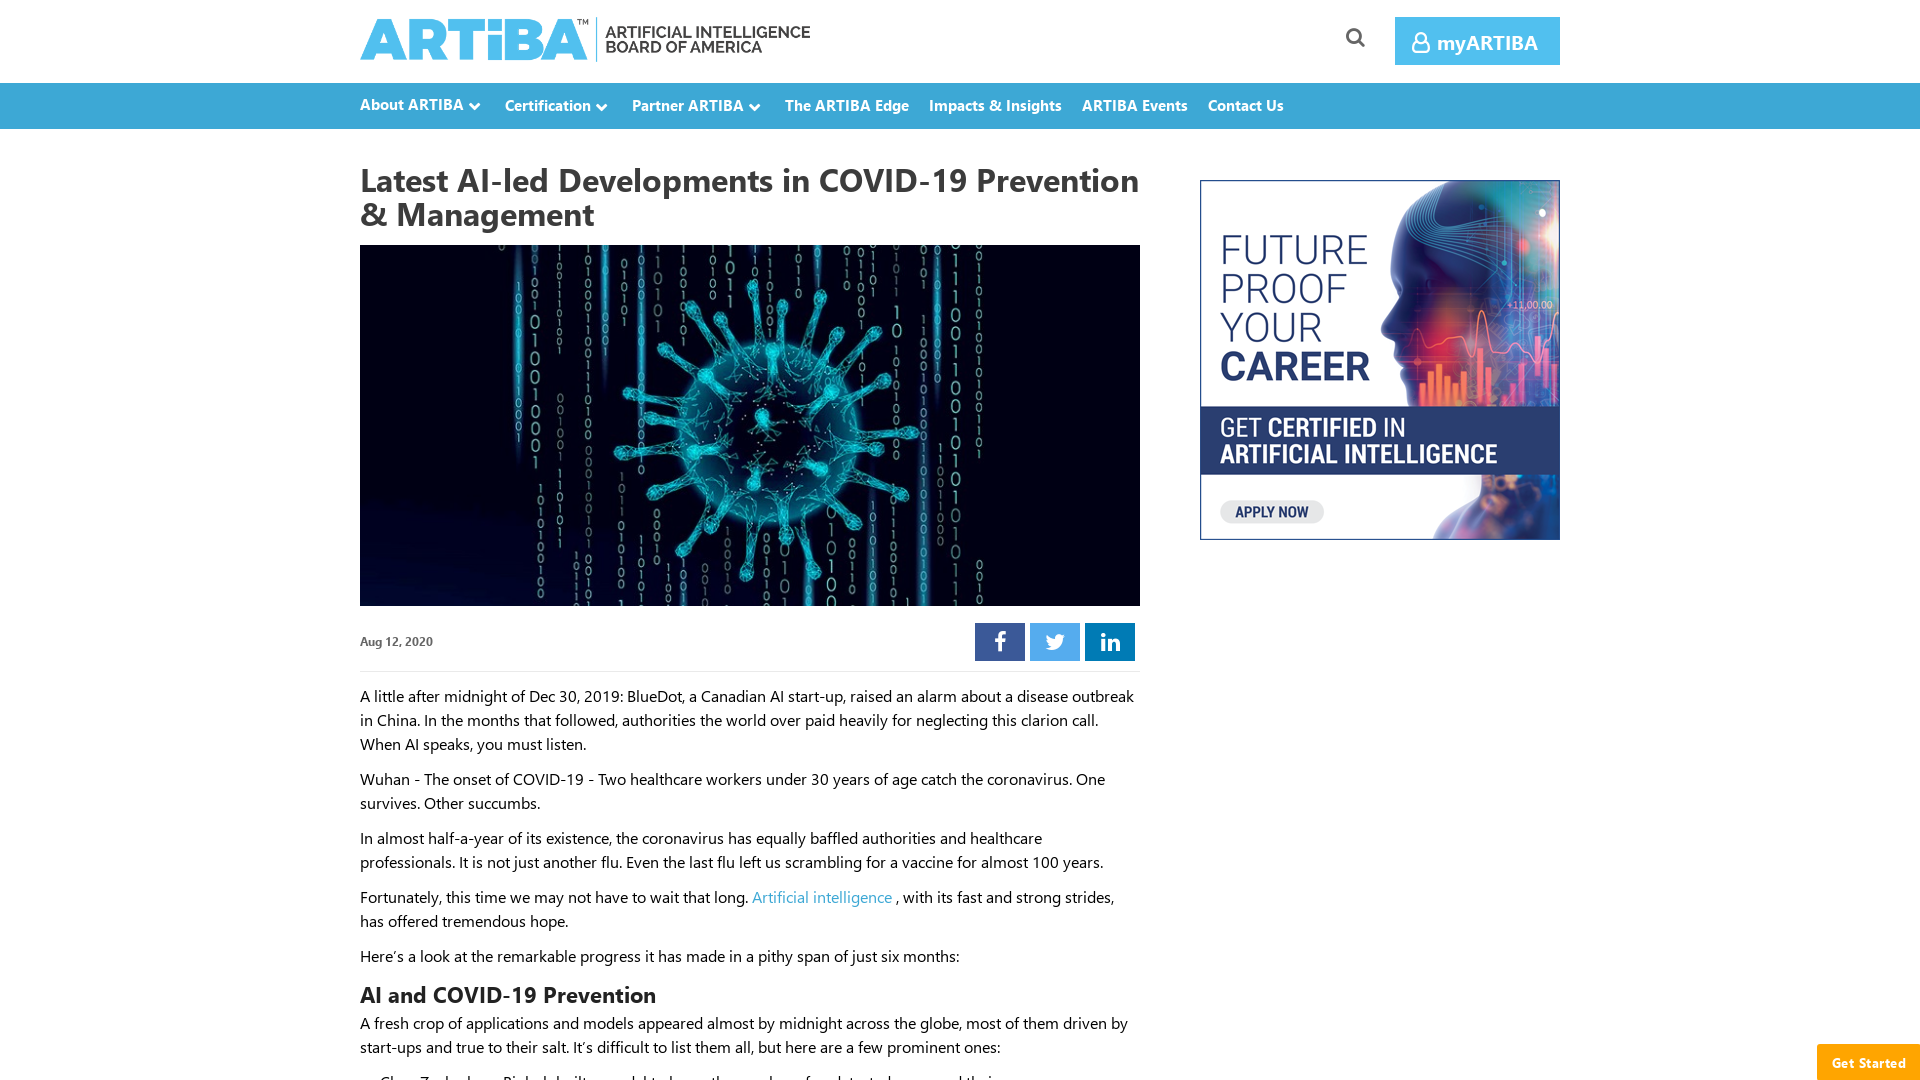 ARTiBA™ ARTIFICIAL INTELLIGENCE
BOARD OF AMERICA
myARTIBA
About ARTIBA Certification Partner ARTIBA The ARTIBA Edge Impacts & Insights ARTIBA Events Contact Us
Latest AI-led Developments in COVID-19 Prevention
& Management
FUTURE
PROOF
YOUR
CAREER
+11,00.00
GET CERTIFIED IN
ARTIFICIAL INTELLIGENCE
APPLY NOW
Aug 12, 2020
A little after midnight of Dec 30, 2019: BlueDot, a Canadian AI start-up, raised an alarm about a disease outbreak
in China. In the months that followed, authorities the world over paid heavily for neglecting this clarion call.
When AI speaks, you must listen.
Wuhan - The onset of COVID-19 - Two healthcare workers under 30 years of age catch the coronavirus. One
survives. Other succumbs.
In almost half-a-year of its existence, the coronavirus has equally baffled authorities and healthcare
professionals. It is not just another flu. Even the last flu left us scrambling for a vaccine for almost 100 years.
Fortunately, this time we may not have to wait that long. Artificial intelligence , with its fast and strong strides,
has offered tremendous hope.
Here’s a look at the remarkable progress it has made in a pithy span of just six months:
AI and COVID-19 Prevention
A fresh crop of applications and models appeared almost by midnight across the globe, most of them driven by
start-ups and true to their salt. It’s difficult to list them all, but here are a few prominent ones:
Get Started